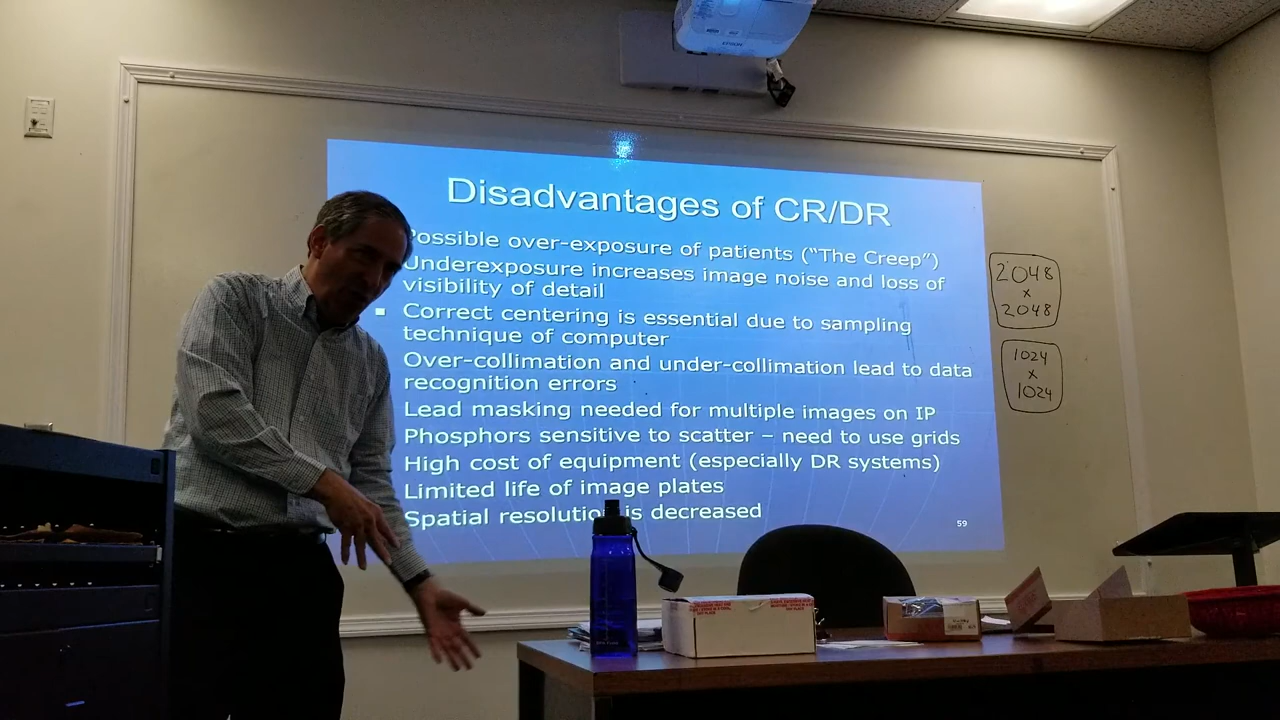 EPSON
Disadvantages of CR/DR
Possible over-exposure of patients ("The Creep")
Underexposure increases image noise and loss of
visibility of detail
Correct centering is essential due to sampling
technique of computer
Over-collimation and under-collimation lead to data
recognition errors
Lead masking needed for multiple images on IP
Phosphors sensitive to scatter – need to use grids
High cost of equipment (especially DR systems)
Limited life of image plates
Spatial resolution is decreased
59
2048
x
2048
1024
x
1024